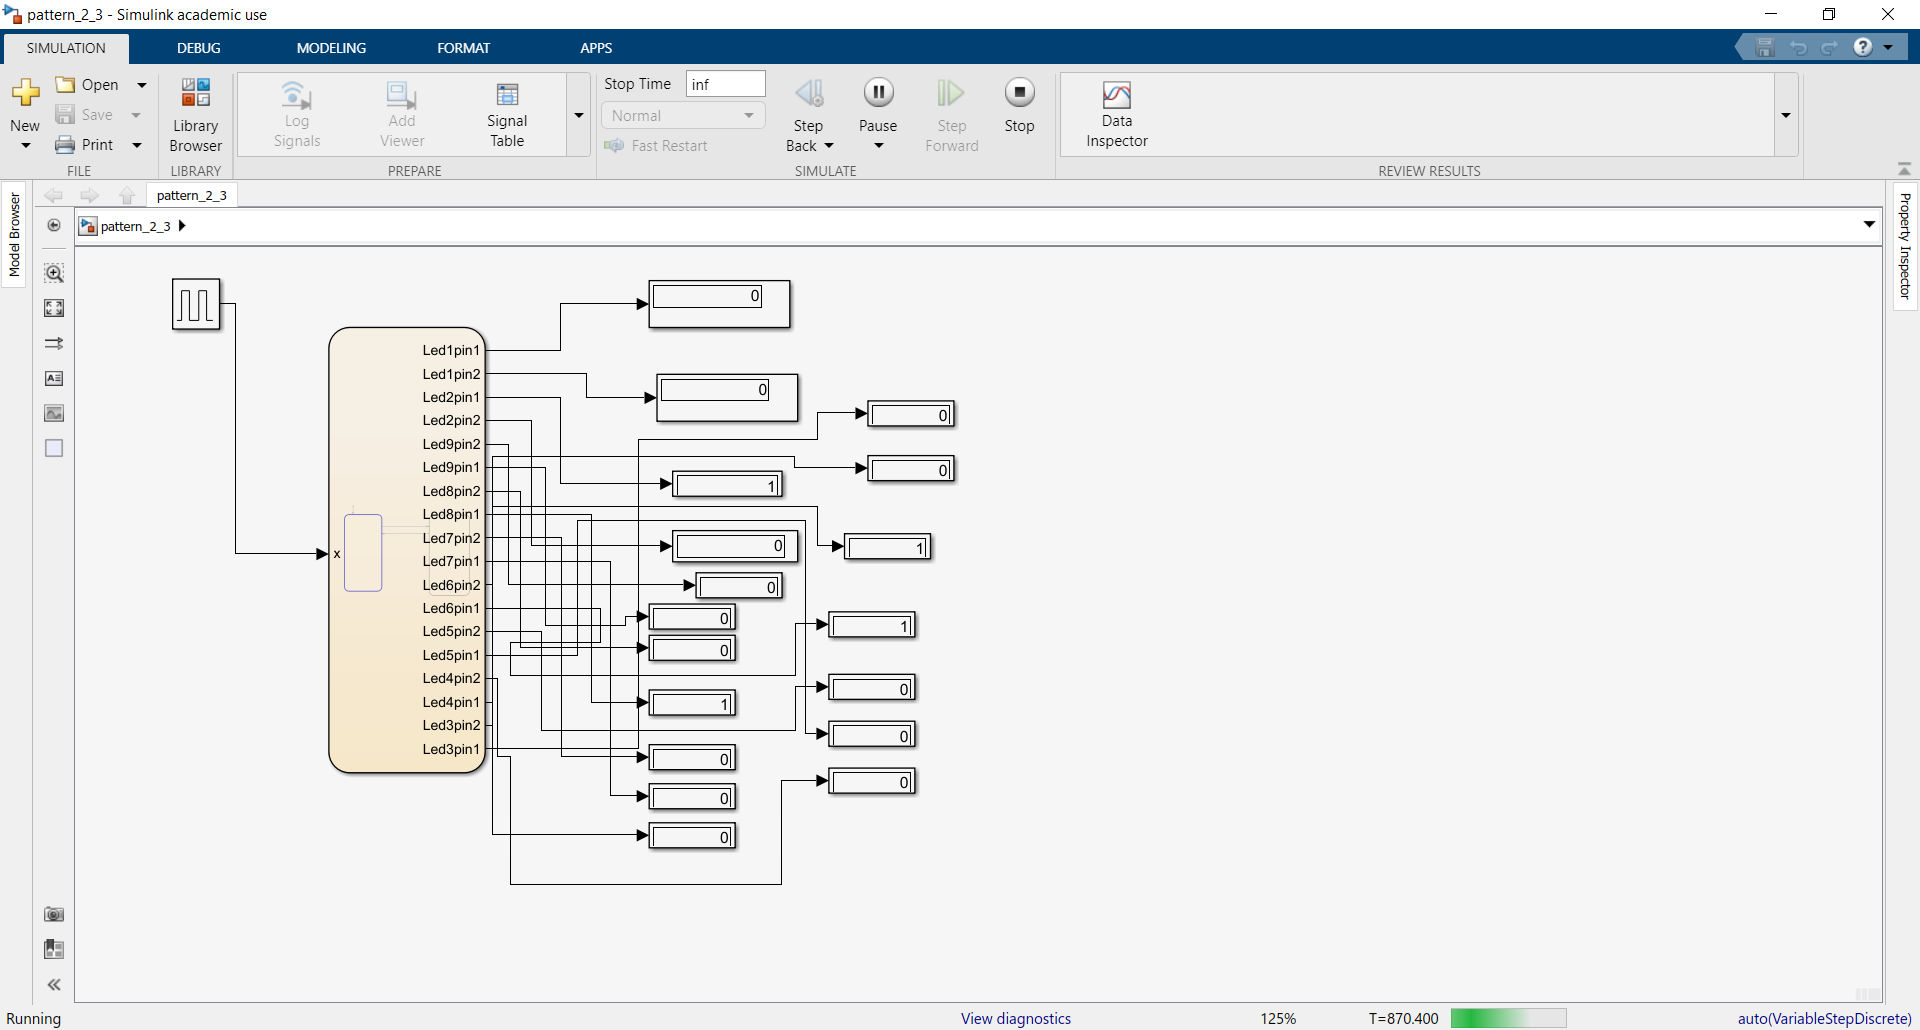 pattern_2_3 - Simulink academic use
SIMULATION DEBUG MODELING FORMAT APPS
New
Open
Save
Print
FILE
Library
Browser
LIBRARY
Log
Signals
Add
Viewer
Signal
Table
PREPARE
Stop Time inf
Normal
Fast Restart
Step
Back
Pause
Step
Forward
Stop
SIMULATE
Data
Inspector
REVIEW RESULTS
Model Browser
Property Inspector
pattern_2_3
pattern_2_3
x
Led1pin1
Led1pin2
Led2pin1
Led2pin2
Led9pin2
Led9pin1
Led8pin2
Led8pin1
Led7pin2
Led7pin1
Led6pin2
Led6pin1
Led5pin2
Led5pin1
Led4pin2
Led4pin1
Led3pin2
Led3pin1
0
0
1
0
0
0
0
1
0
0
0
0
0
1
1
0
0
0
Running
View diagnostics
125%
T=870.400
auto(VariableStepDiscrete)